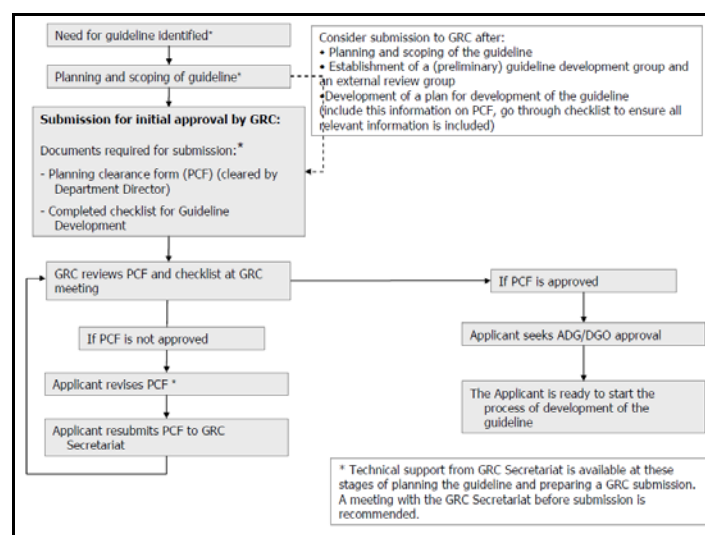 Need for guideline identified*
Planning and scoping of guideline*
Consider submission to GRC after:
• Planning and scoping of the guideline
• Establishment of a (preliminary) guideline development group and
an external review group
•Development of a plan for development of the guideline
(include this information on PCF, go through checklist to ensure all
relevant information is included)
Submission for initial approval by GRC:
Documents required for submission:*
- Planning clearance form (PCF) (cleared by
Department Director)
- Completed checklist for Guideline
Development
GRC reviews PCF and checklist at GRC
meeting
If PCF is approved
If PCF is not approved
Applicant seeks ADG/DGO approval
Applicant revises PCF *
The Applicant is ready to start the
process of development of the
guideline
Applicant resubmits PCF to GRC
Secretariat
* Technical support from GRC Secretariat is available at these
stages of planning the guideline and preparing a GRC submission.
A meeting with the GRC Secretariat before submission is
recommended.